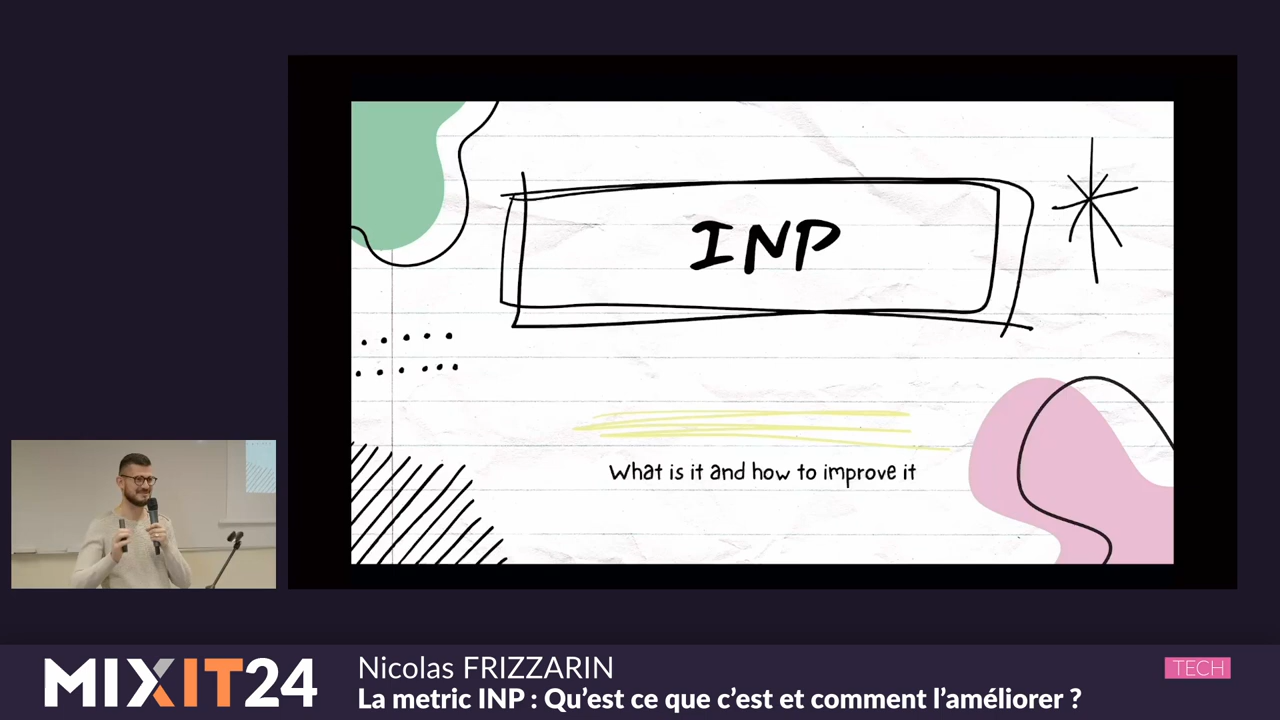 INP
What is it and how to improve it
MIXIT24
Nicolas FRIZZARIN
TECH
La metric INP : Qu’est ce que c’est et comment l’améliorer ?